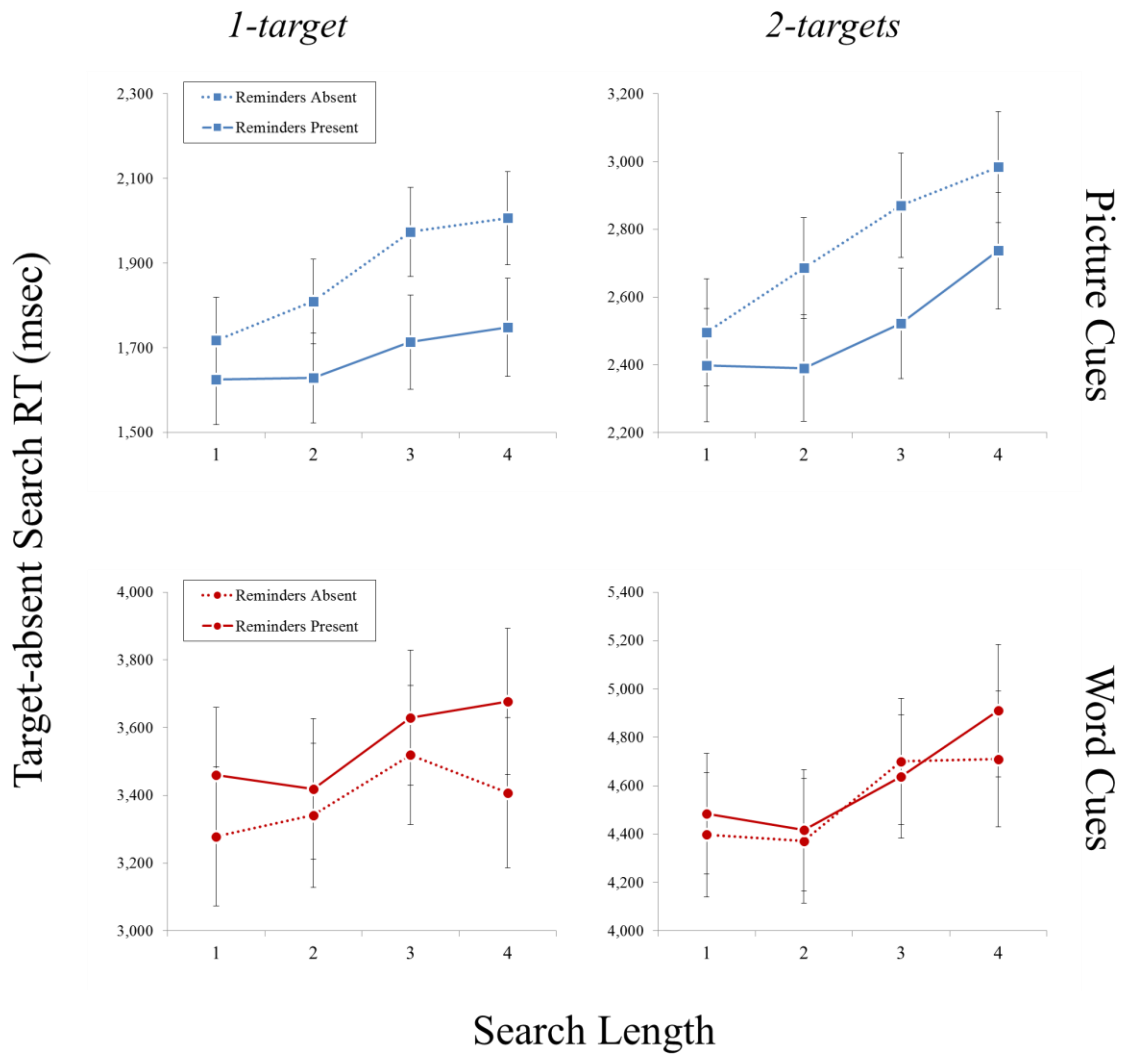 1-target
2-targets
Target-absent Search RT (msec)
2,300
2,100
1,900
1,700
1,500
Reminders Absent
Reminders Present
1 2 3 4
3,200
3,000
2,800
2,600
2,400
2,200
1 2 3 4
Picture Cues
4,000
3,800
3,600
3,400
3,200
3,000
Reminders Absent
Reminders Present
1 2 3 4
5,400
5,200
5,000
4,800
4,600
4,400
4,200
4,000
1 2 3 4
Word Cues
Search Length